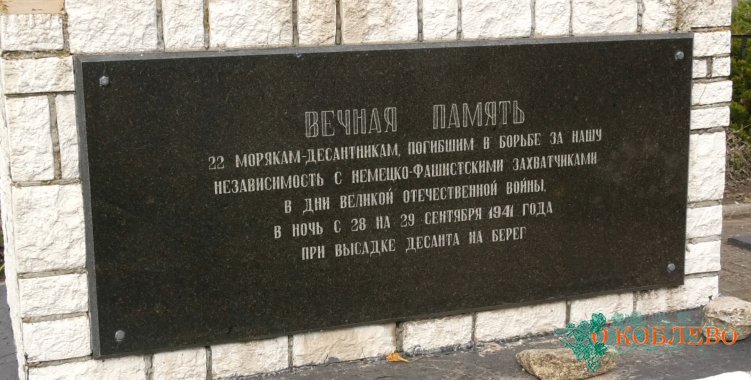 ВЕЧНАЯ ПАМЯТЬ
22 МОРЯКАМ-ДЕСАНТНИКАМ, ПОГИБШИМ В БОРЬБЕ ЗА НАШУ
НЕЗАВИСИМОСТЬ С НЕМЕЦКО-ФАШИСТСКИМИ ЗАХВАТЧИКАМИ
В ДНИ ВЕЛИКОЙ ОТЕЧЕСТВЕННОЙ ВОЙНЫ,
В НОЧЬ С 28 НА 29 СЕНТЯБРЯ 1941 ГОДА
ПРИ ВЫСАДКЕ ДЕСАНТА НА БЕРЕГ
О КОБЛЕВО